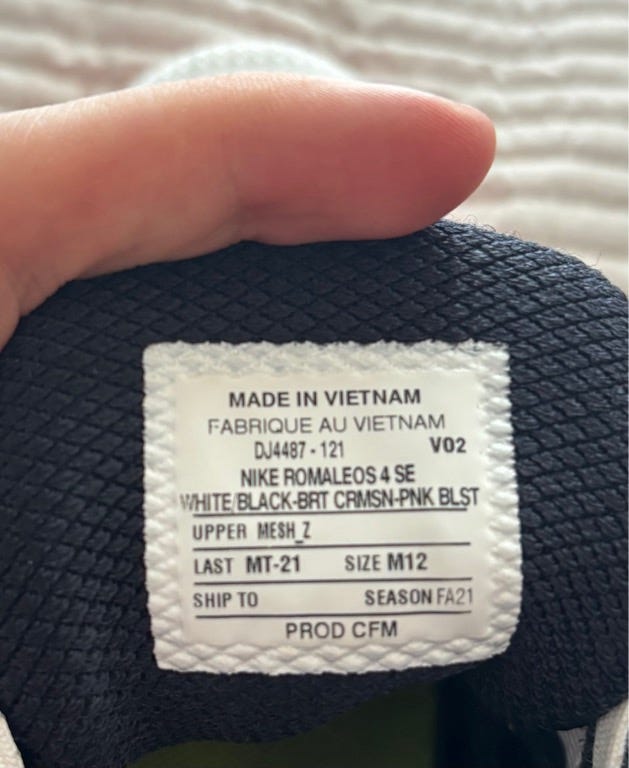 MADE IN VIETNAM
FABRIQUE AU VIETNAM
DJ4487 - 121 V02
NIKE ROMALEOS 4 SE
WHITE/BLACK-BRT CRMSN-PNK BLST
UPPER MESH_Z
LAST MT-21 SIZE M12
SHIP TO SEASON FA21
PROD CFM